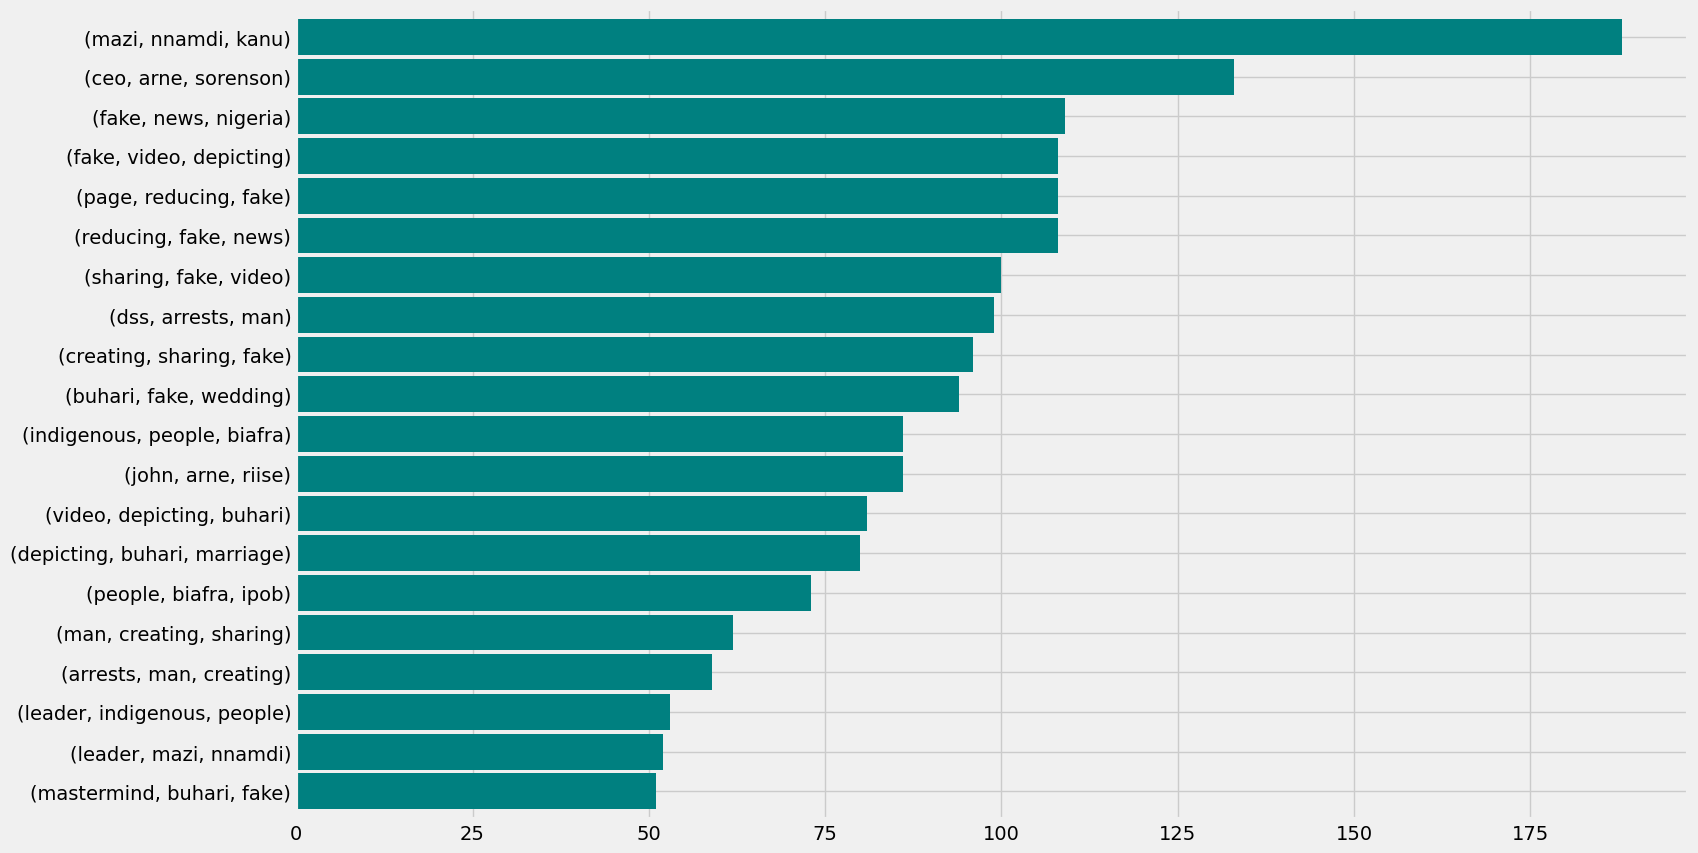 (mazi, nnamdi, kanu)
(ceo, arne, sorenson)
(fake, news, nigeria)
(fake, video, depicting)
(page, reducing, fake)
(reducing, fake, news)
(sharing, fake, video)
(dss, arrests, man)
(creating, sharing, fake)
(buhari, fake, wedding)
(indigenous, people, biafra)
(john, arne, riise)
(video, depicting, buhari)
(depicting, buhari, marriage)
(people, biafra, ipob)
(man, creating, sharing)
(arrests, man, creating)
(leader, indigenous, people)
(leader, mazi, nnamdi)
(mastermind, buhari, fake)
0 25 50 75 100 125 150 175